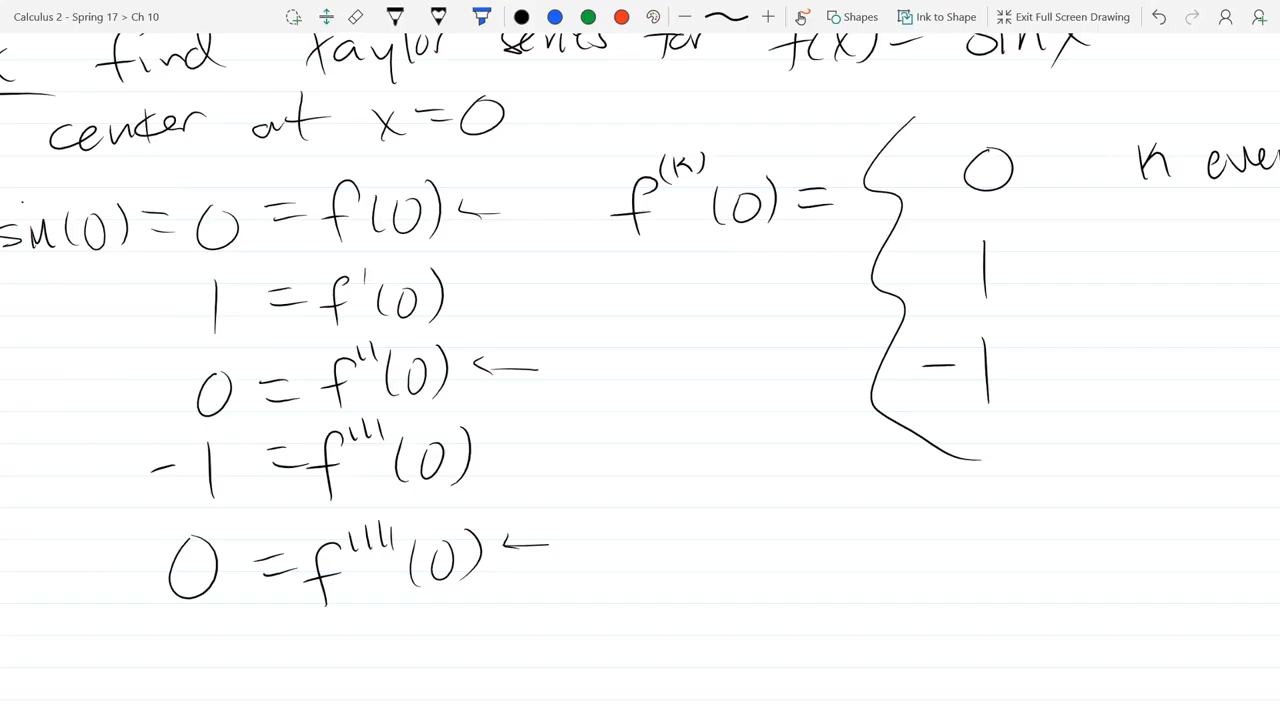 Calculus 2 - Spring 17 > Ch 10
Shapes
Ink to Shape
Exit Full Screen Drawing
find Taylor series for f(x) = sin x
center at x=0
sin(0) = 0 = f(0) ←
1 = f'(0)
0 = f''(0) ←
-1 = f'''(0)
0 = f''''(0) ←
f^(k)(0) = {
0 k eve
1
-1